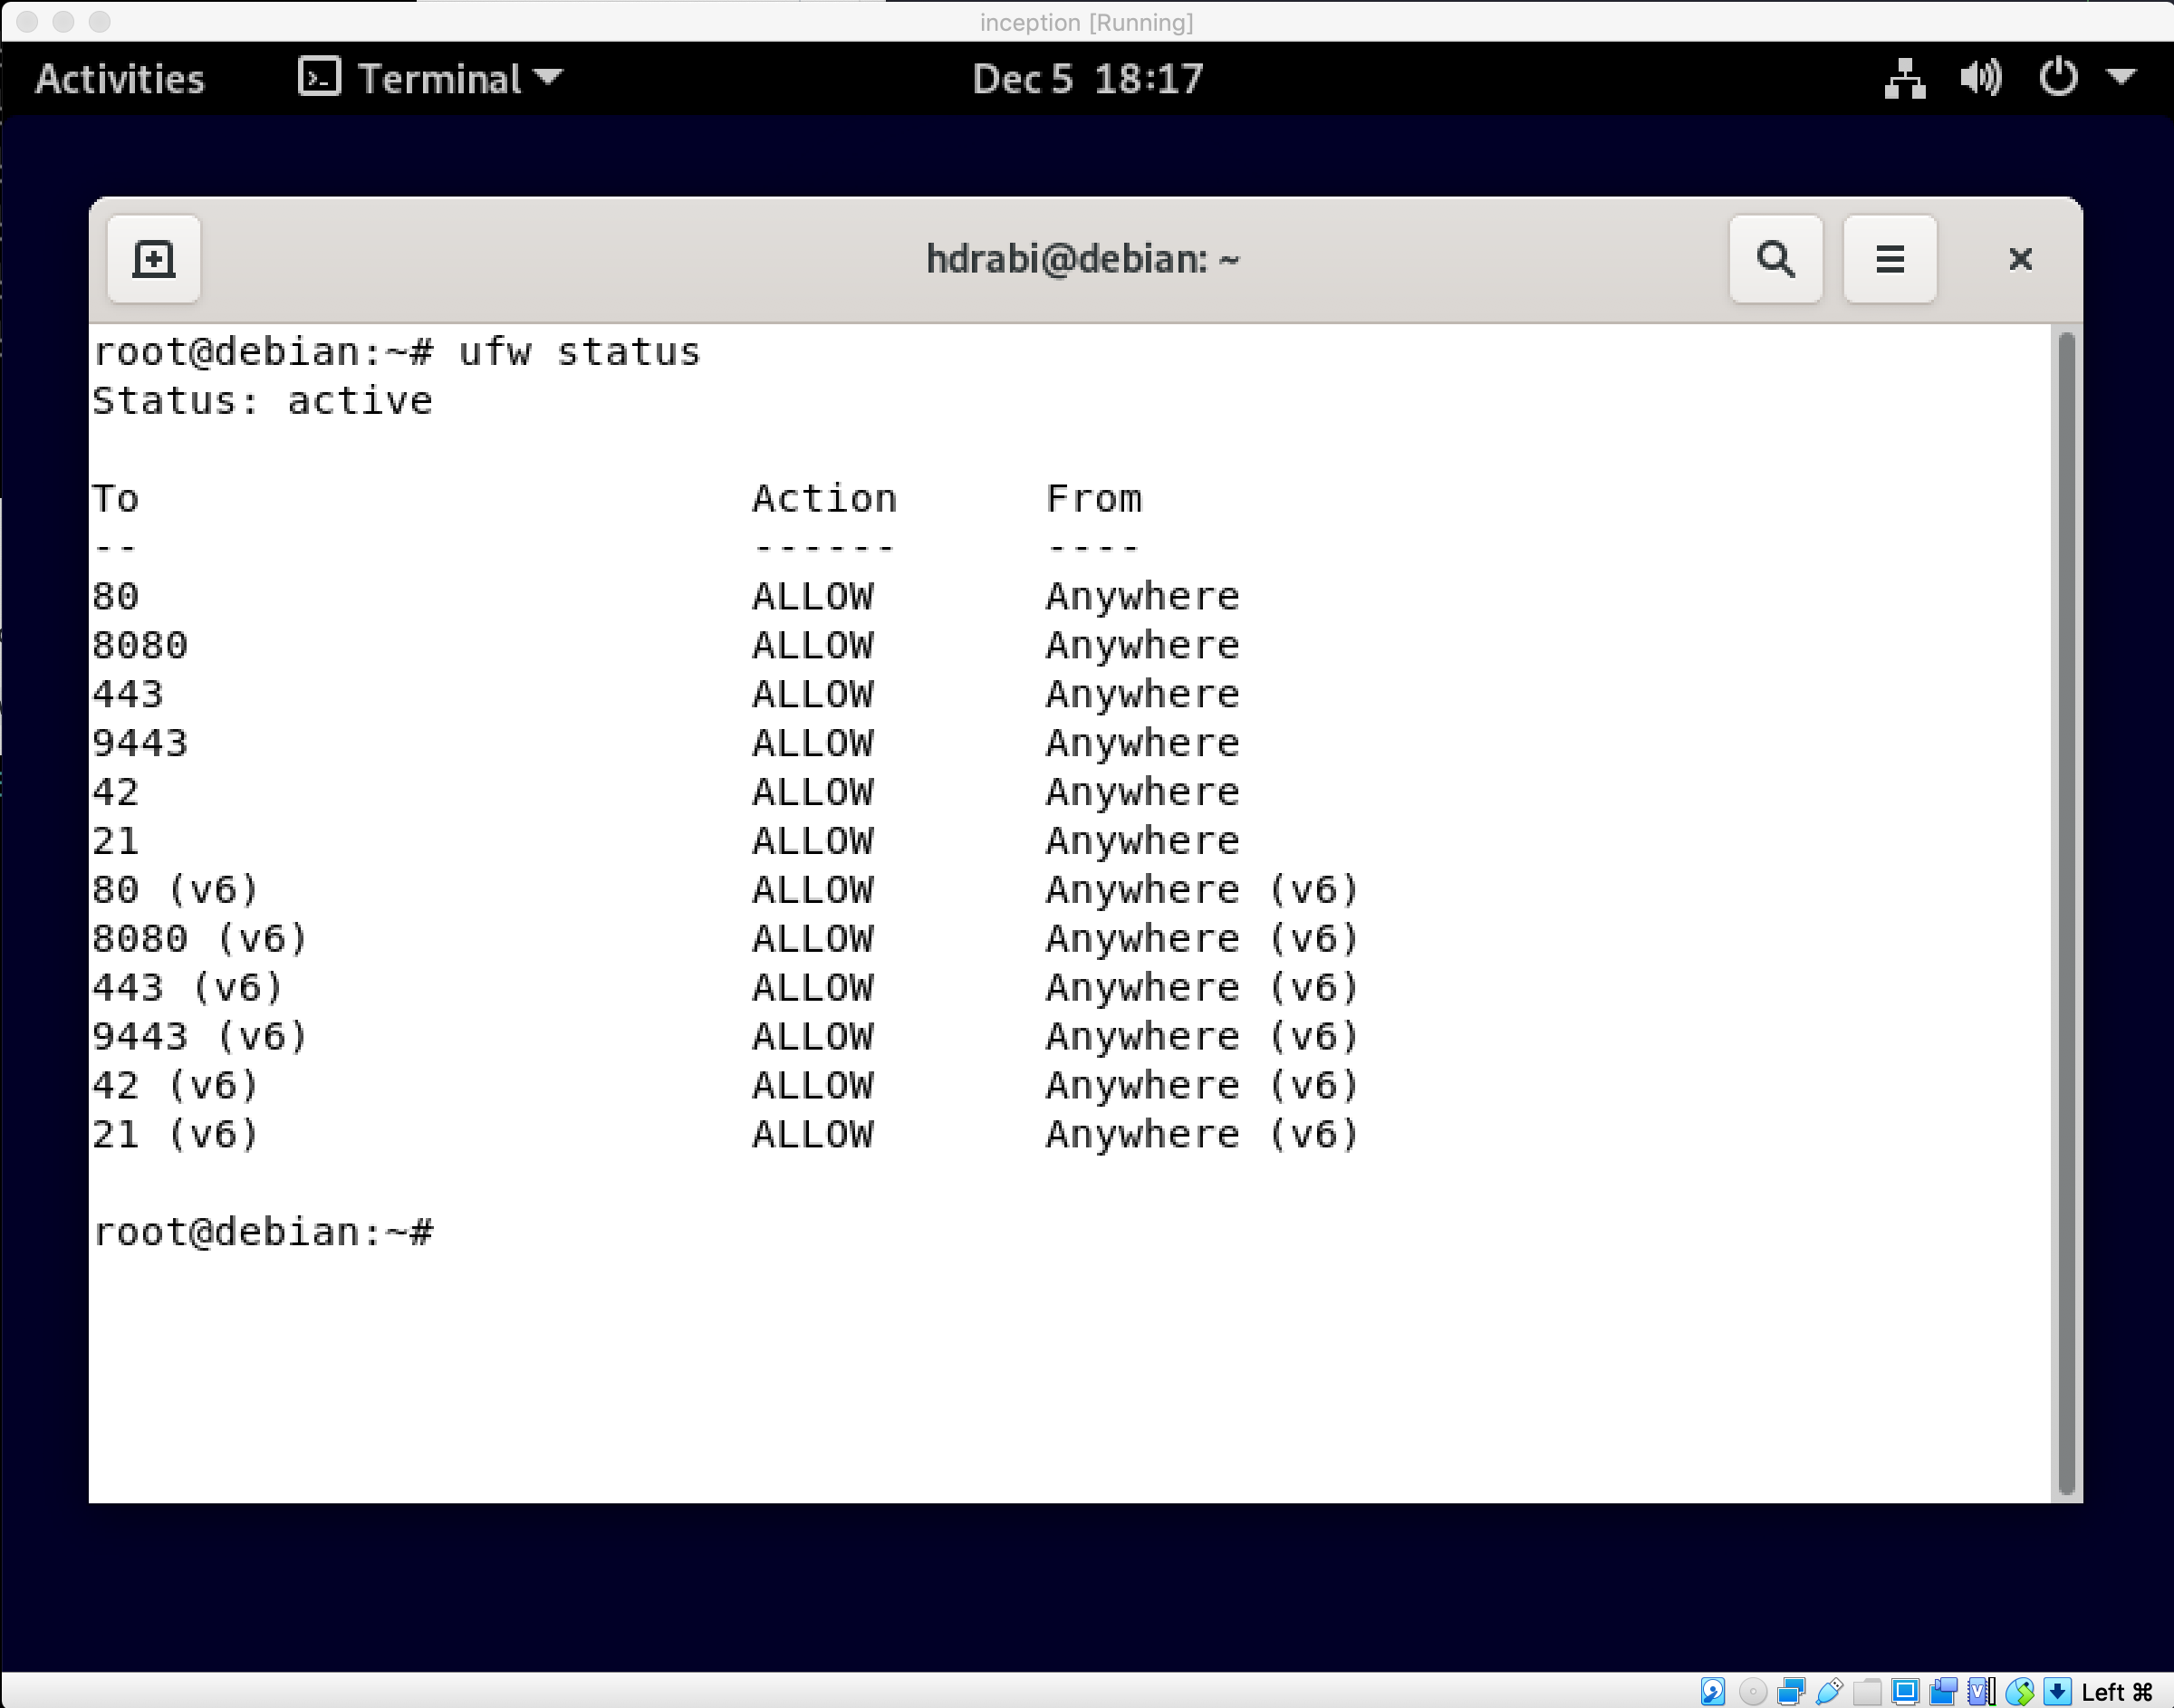 inception [Running]
Activities Terminal Dec 5 18:17
hdrabi@debian: ~
root@debian:~# ufw status
Status: active
To Action From
-- ------ ----
80 ALLOW Anywhere
8080 ALLOW Anywhere
443 ALLOW Anywhere
9443 ALLOW Anywhere
42 ALLOW Anywhere
21 ALLOW Anywhere
80 (v6) ALLOW Anywhere (v6)
8080 (v6) ALLOW Anywhere (v6)
443 (v6) ALLOW Anywhere (v6)
9443 (v6) ALLOW Anywhere (v6)
42 (v6) ALLOW Anywhere (v6)
21 (v6) ALLOW Anywhere (v6)
root@debian:~#
Left ⌘